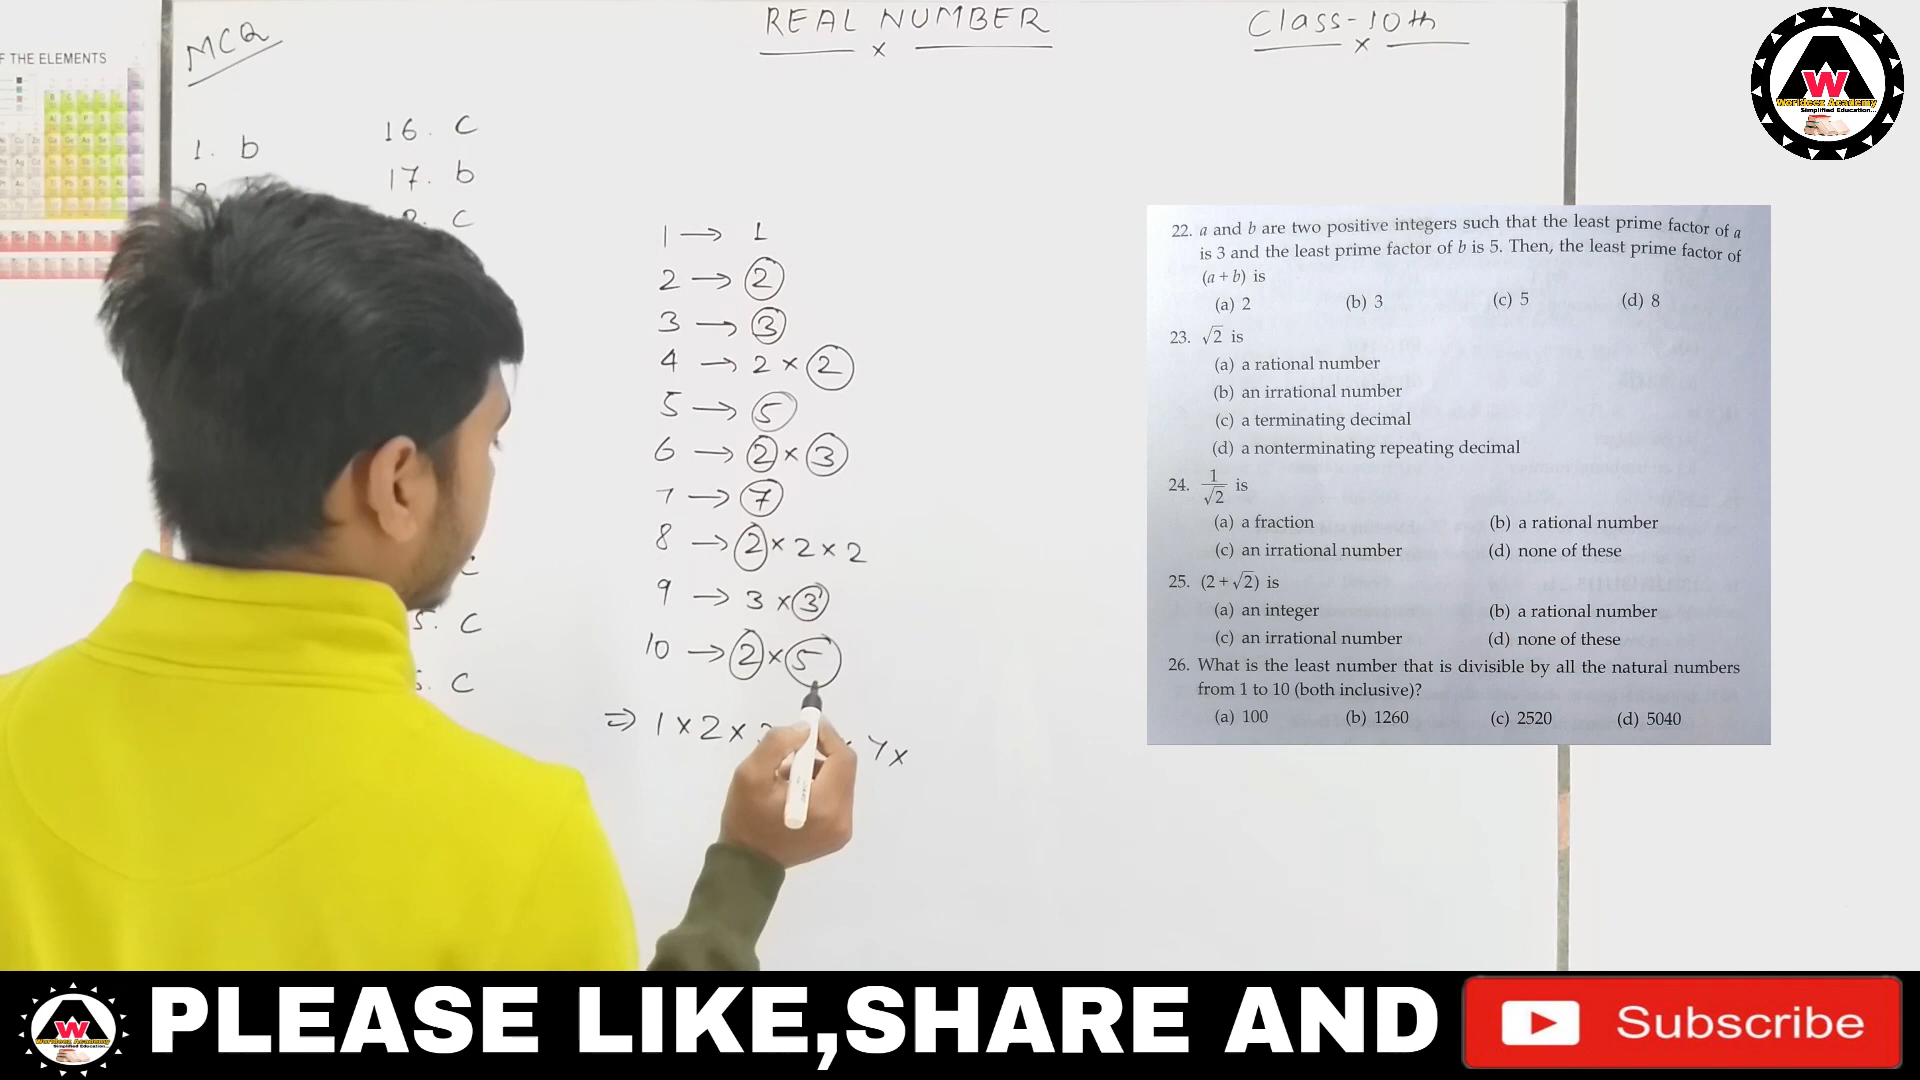 REAL NUMBER
Class-10th
MCQ
F THE ELEMENTS
W
Worldeez Academy
Simplified Education...
1. b
16. C
17. b
C
5. C
C
1 → 1
2 → 2
3 → 3
4 → 2 × 2
5 → 5
6 → 2 × 3
7 → 7
8 → 2 × 2 × 2
9 → 3 × 3
10 → 2 × 5
⇒ 1 × 2 × 7 ×
22. a and b are two positive integers such that the least prime factor of a
is 3 and the least prime factor of b is 5. Then, the least prime factor of
(a + b) is
(a) 2 (b) 3 (c) 5 (d) 8
23. √2 is
(a) a rational number
(b) an irrational number
(c) a terminating decimal
(d) a nonterminating repeating decimal
24. 1/√2 is
(a) a fraction (b) a rational number
(c) an irrational number (d) none of these
25. (2 + √2) is
(a) an integer (b) a rational number
(c) an irrational number (d) none of these
26. What is the least number that is divisible by all the natural numbers
from 1 to 10 (both inclusive)?
(a) 100 (b) 1260 (c) 2520 (d) 5040
W
PLEASE LIKE,SHARE AND
Subscribe